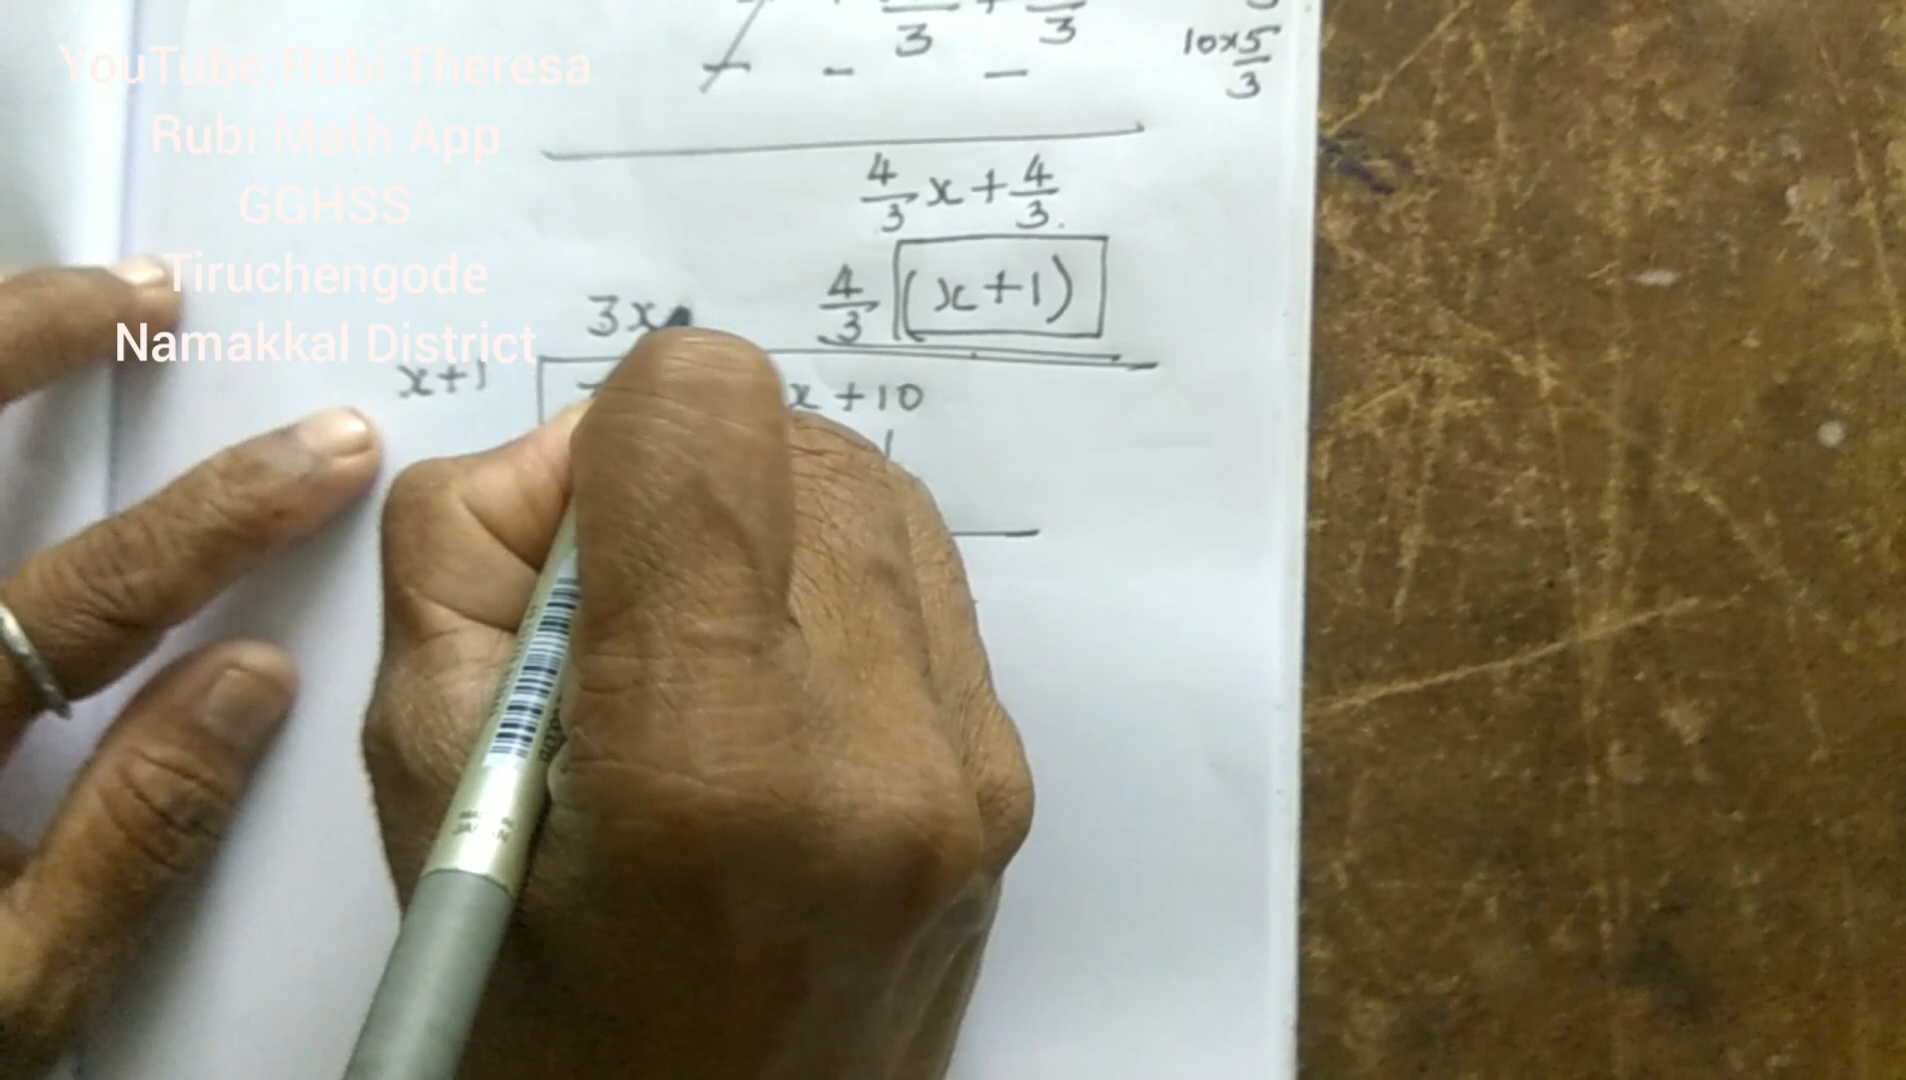 YouTube:Rubi Theresa
Rubi Math App
GGHSS
Tiruchengode
Namakkal District
3 + 3
10×5/3
- -
4/3 x + 4/3
4/3 (x+1)
3x
x+1
x +10